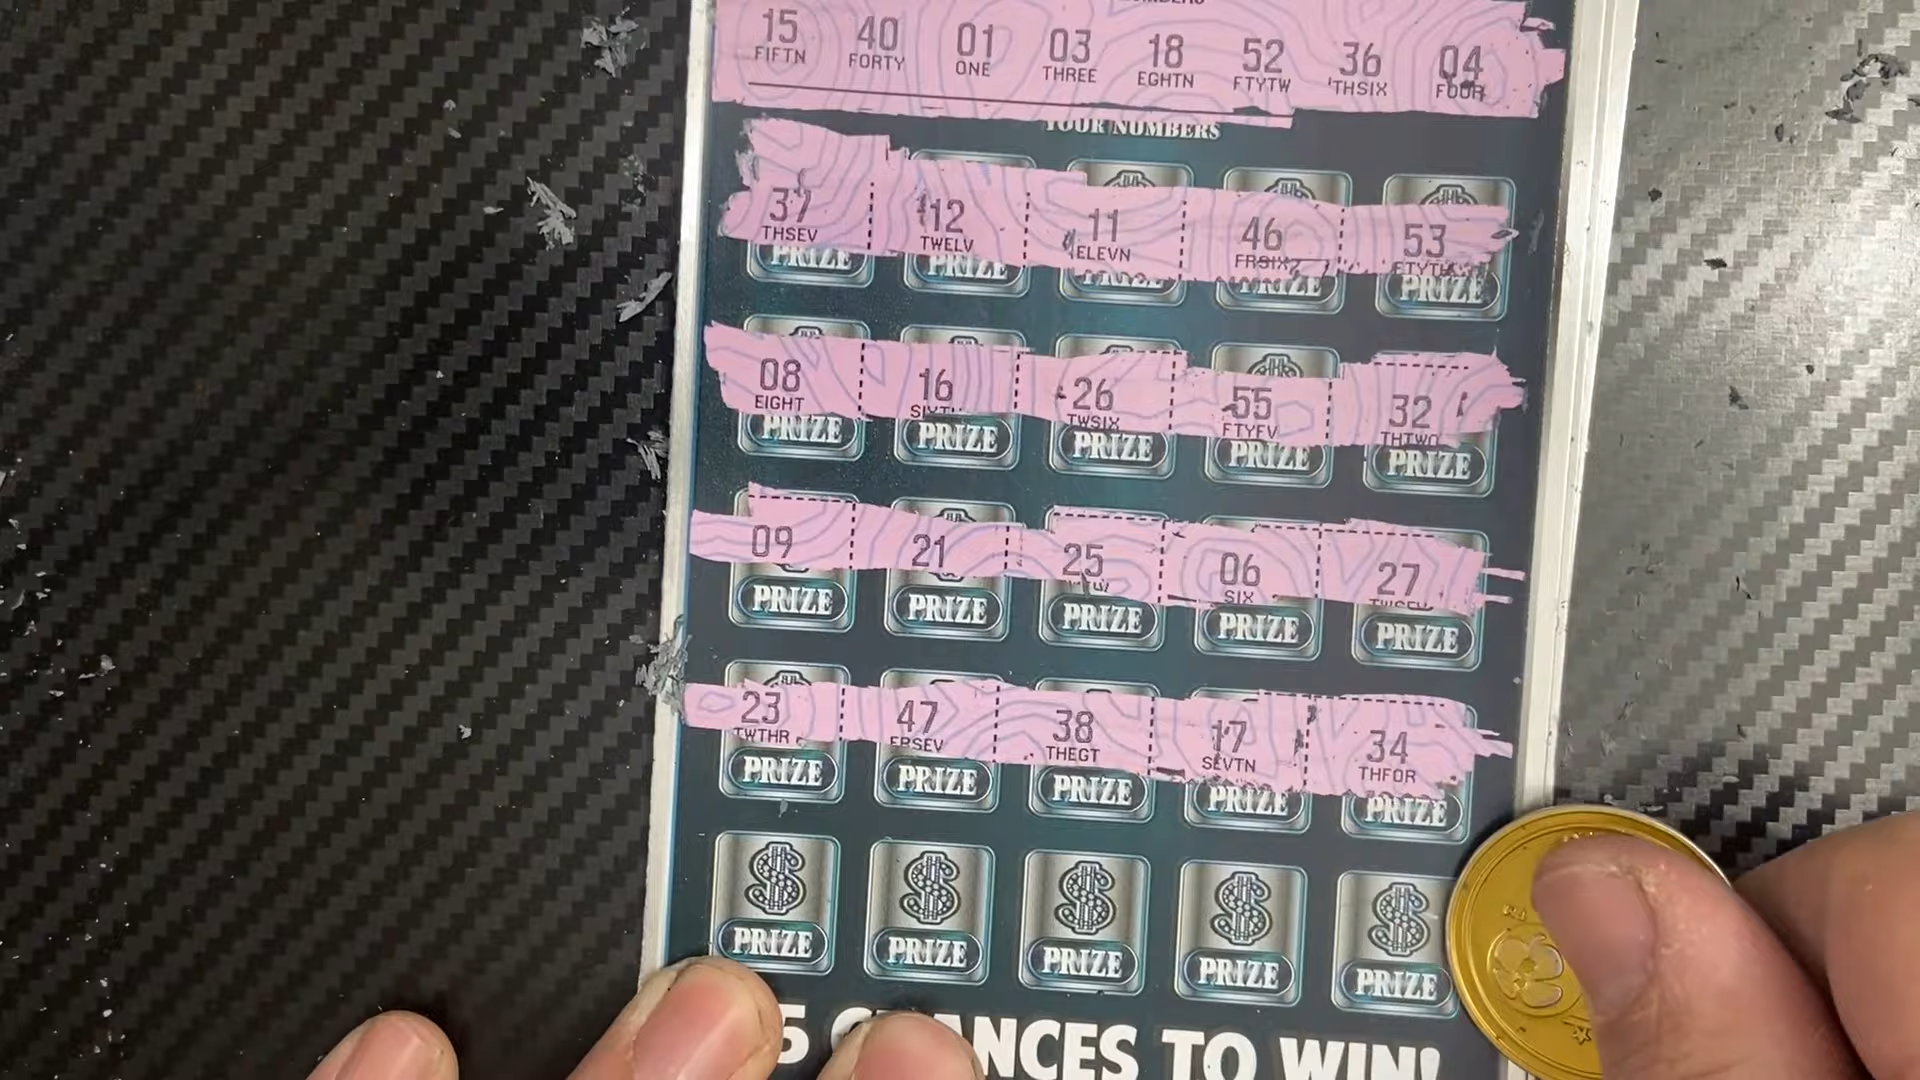 15 40 01 03 18 52 36 04
FIFTN FORTY ONE THREE EGHTN FTYTW THSIX FOUR
YOUR NUMBERS
37 12 11 46 53
THSEV TWELV ELEVN FRSIX
PRIZE PRIZE PRIZE PRIZE PRIZE
08 16 26 55 32
EIGHT TWSIX FTYFV THTWO
PRIZE PRIZE PRIZE PRIZE PRIZE
09 21 25 06 27
SIX
PRIZE PRIZE PRIZE PRIZE PRIZE
23 47 38 17 34
TWTHR FRSEV THEGT SEVTN THFOR
PRIZE PRIZE PRIZE PRIZE PRIZE
$ $ $ $ $
PRIZE PRIZE PRIZE PRIZE PRIZE
TO WIN!